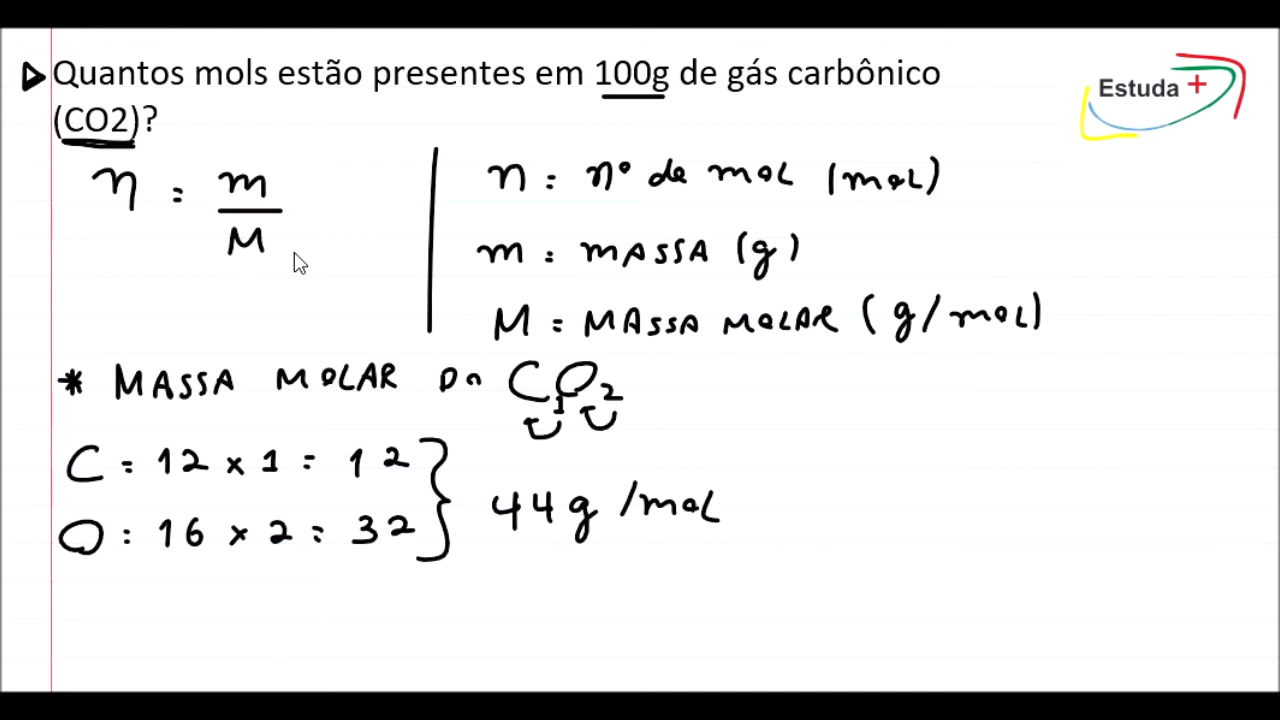 Quantos mols estão presentes em 100g de gás carbônico
(CO2)?
Estuda +
n = m/M
n = nº de mol (mol)
m = massa (g)
M = massa molar (g/mol)
* MASSA MOLAR DO CO2
1
C = 12 x 1 = 12
O = 16 x 2 = 32
44g/mol